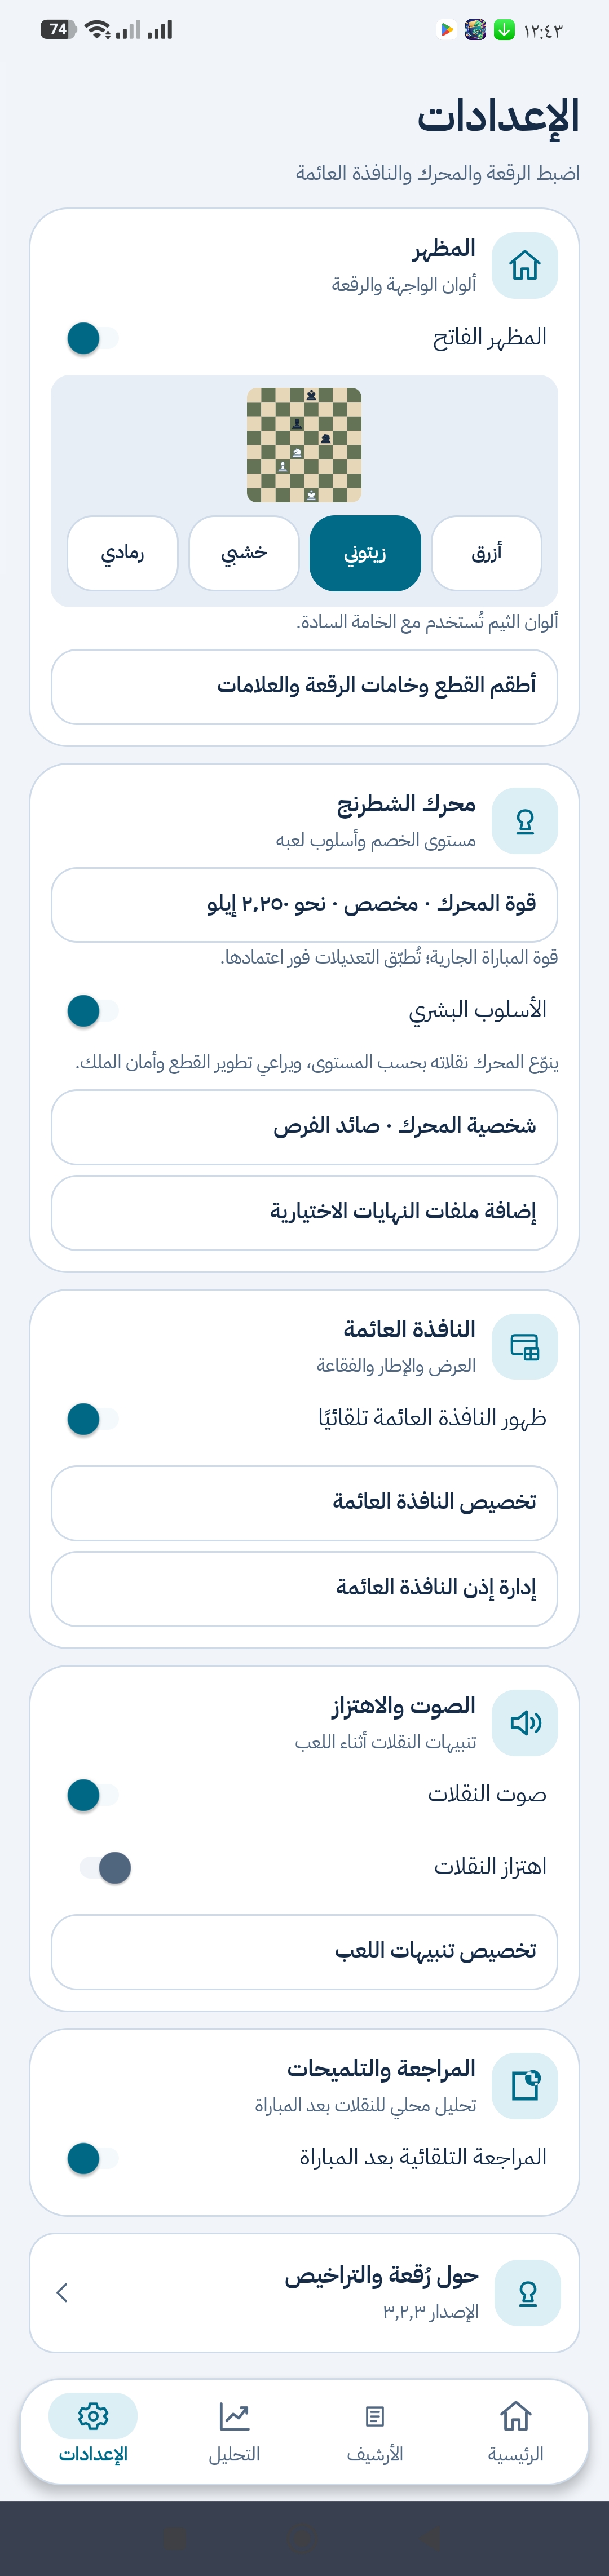 ١٢:٤٣
74
الإعدادات
اضبط الرقعة والمحرك والنافذة العائمة
المظهر
ألوان الواجهة والرقعة
المظهر الفاتح
أزرق
زيتوني
خشبي
رمادي
ألوان الثيم تُستخدم مع الخامة السادة.
أطقم القطع وخامات الرقعة والعلامات
محرك الشطرنج
مستوى الخصم وأسلوب لعبه
قوة المحرك · مخصص · نحو ٢,٢٥٠ إيلو
قوة المباراة الجارية؛ تُطبّق التعديلات فور اعتمادها.
الأسلوب البشري
ينوّع المحرك نقلاته بحسب المستوى، ويراعي تطوير القطع وأمان الملك.
شخصية المحرك · صائد الفرص
إضافة ملفات النهايات الاختيارية
النافذة العائمة
العرض والإطار والفقاعة
ظهور النافذة العائمة تلقائيًا
تخصيص النافذة العائمة
إدارة إذن النافذة العائمة
الصوت والاهتزاز
تنبيهات النقلات أثناء اللعب
صوت النقلات
اهتزاز النقلات
تخصيص تنبيهات اللعب
المراجعة والتلميحات
تحليل محلي للنقلات بعد المباراة
المراجعة التلقائية بعد المباراة
حول رُقعة والتراخيص
الإصدار ٣,٢,٣
الرئيسية
الأرشيف
التحليل
الإعدادات